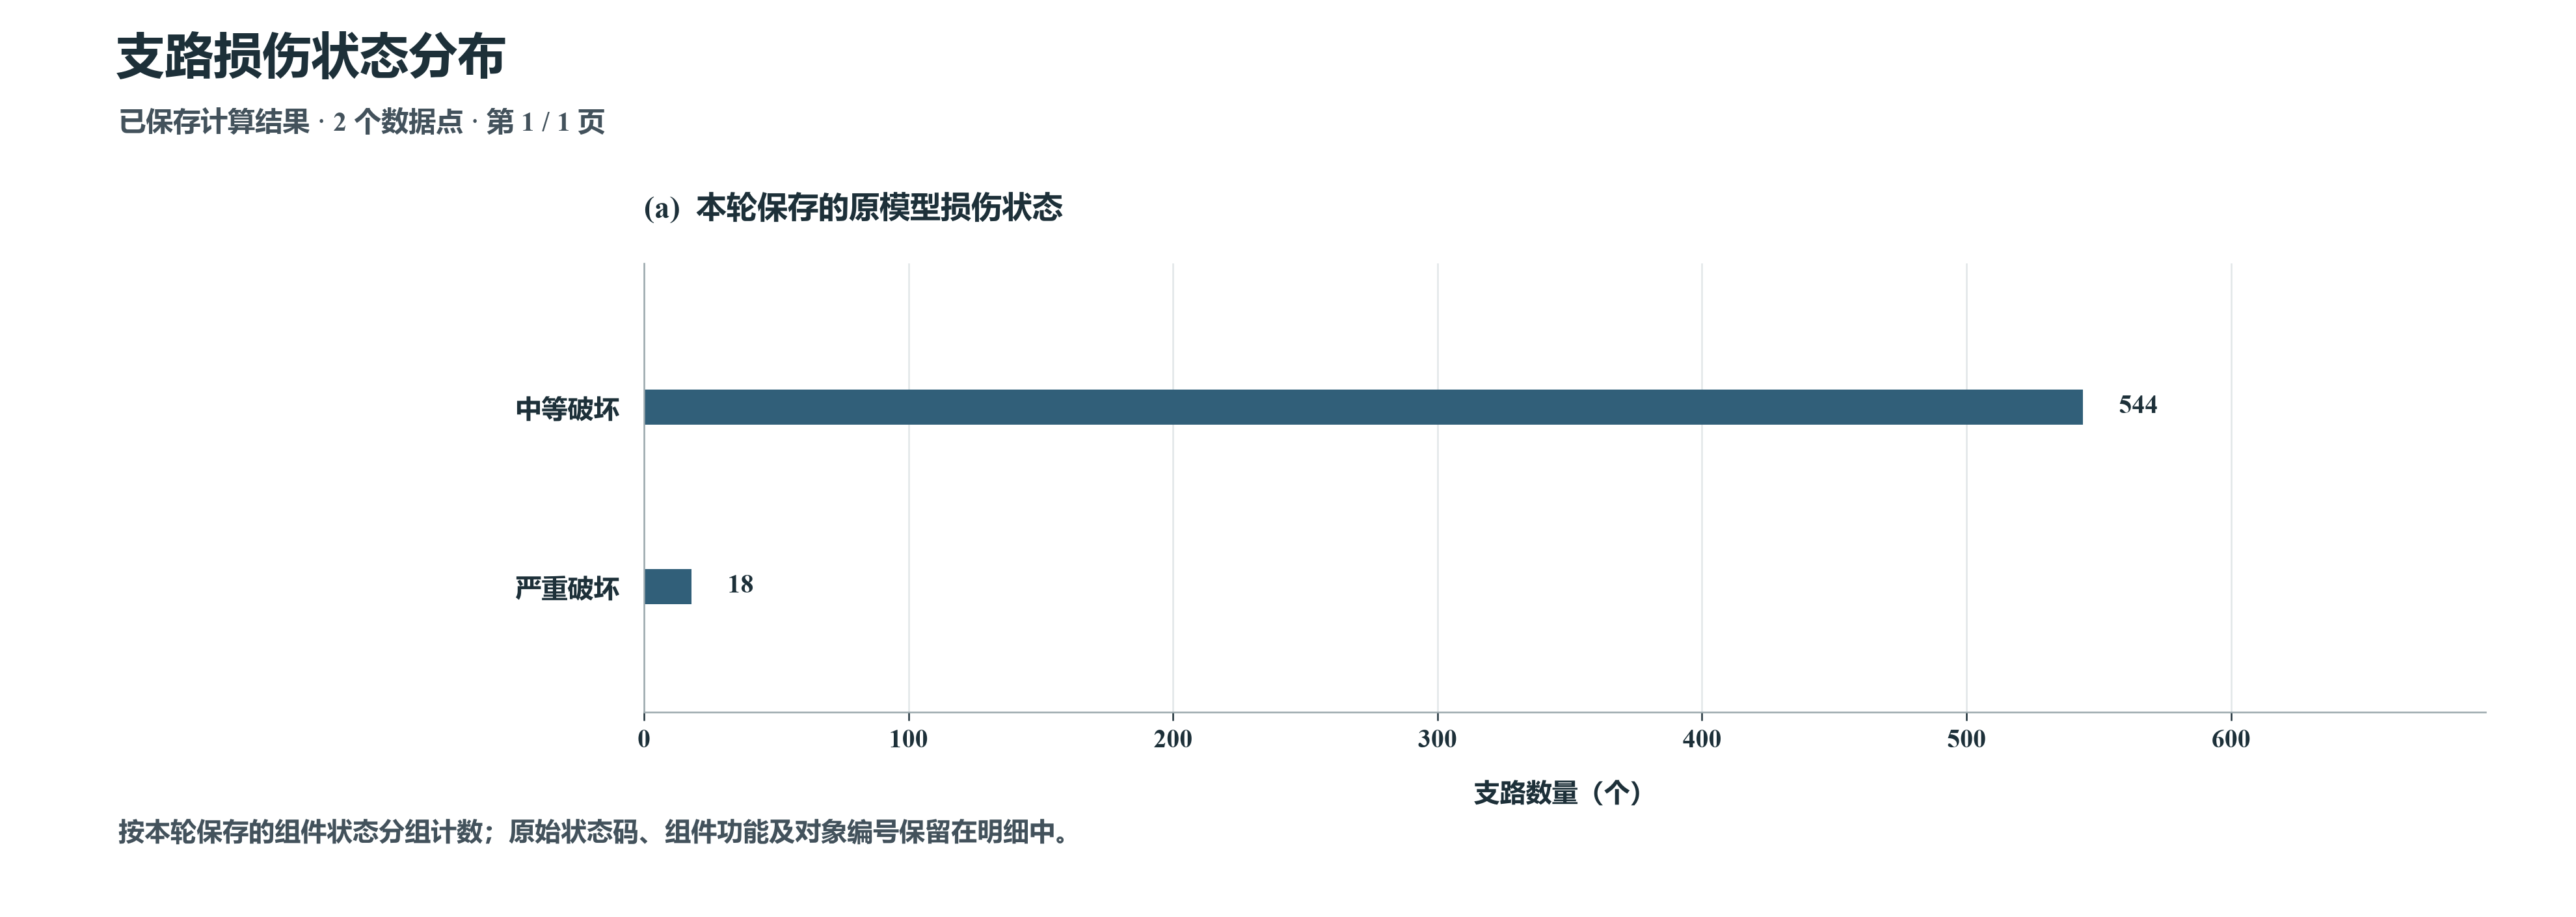 支路损伤状态分布
已保存计算结果 · 2 个数据点 · 第 1 / 1 页
(a) 本轮保存的原模型损伤状态
中等破坏
544
严重破坏
18
0 100 200 300 400 500 600
支路数量（个）
按本轮保存的组件状态分组计数；原始状态码、组件功能及对象编号保留在明细中。